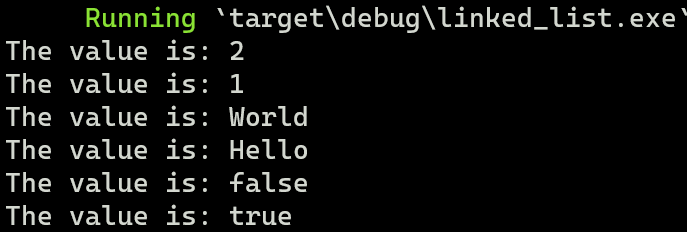 Running `target\debug\linked_list.exe`
The value is: 2
The value is: 1
The value is: World
The value is: Hello
The value is: false
The value is: true